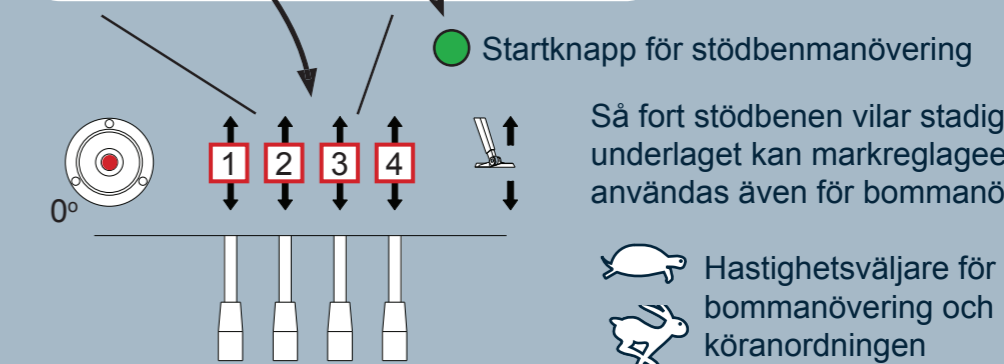 Startknapp för stödbenmanövering
Så fort stödbenen vilar stadig
underlaget kan markreglagee
användas även för bommanö
1 2 3 4
0º
Hastighetsväljare för
bommanövering och
köranordningen